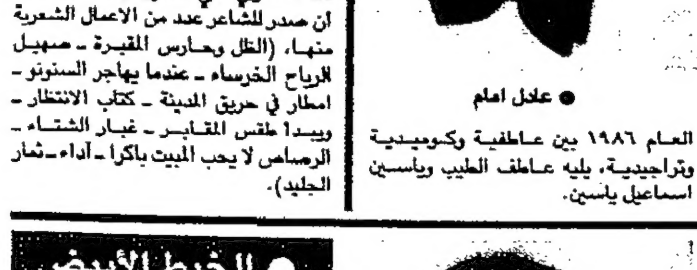 ان صدر للشاعر عدد من الاعمال الشعرية
منها، (الظل وحارس المقبرة ـ صهيل
الرياح الخرساء ـ عندما يهاجر السنونو ـ
امطار في حريق المدينة ـ كتاب الانتظار ـ
ويبدا طقس المقابر ـ غبار الشتاء ـ
الرصاص لا يحب المبيت باكرا ـ آداء ـ ثمار
الجليد).
● عادل امام
العام ١٩٨٦ بين عاطفية وكوميدية
وتراجيدية، يليه عاطف الطيب وياسين
اسماعيل ياسين.
● الخيط الأبيض